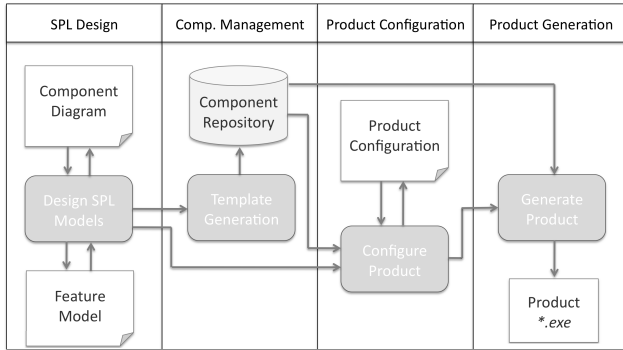 SPL Design
Comp. Management
Product Configuration
Product Generation
Component
Diagram
Component
Repository
Product
Configuration
Design SPL
Models
Template
Generation
Generate
Product
Configure
Product
Feature
Model
Product
*.exe